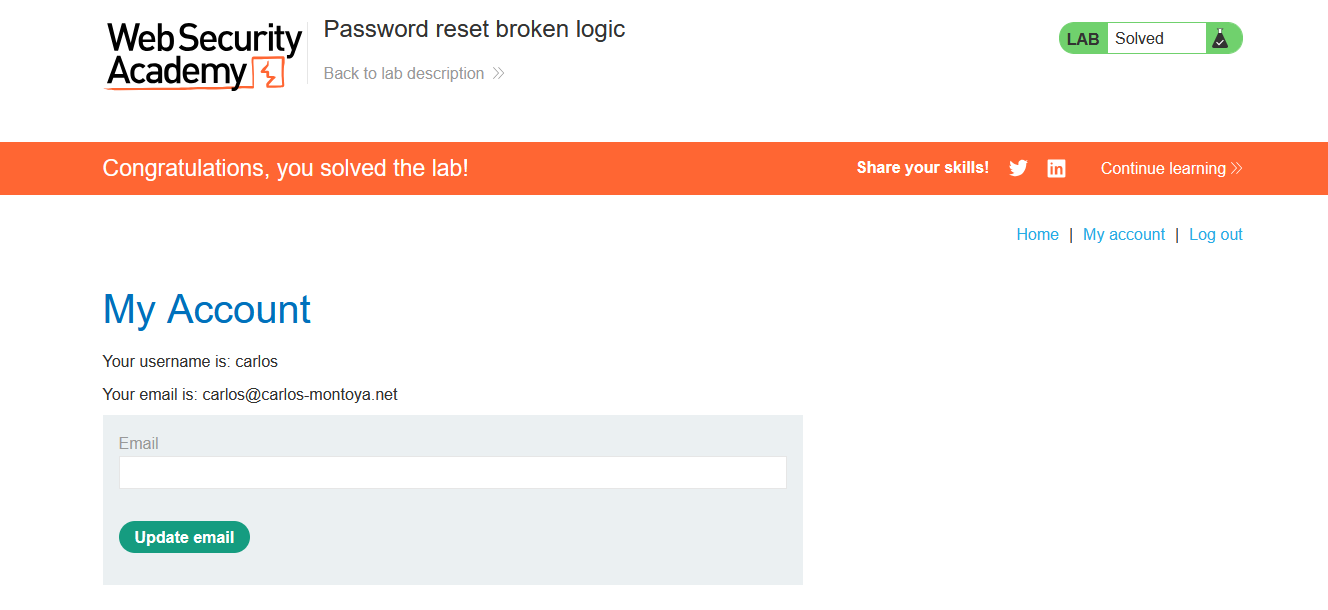 Web Security
Academy
Password reset broken logic
Back to lab description
LAB Solved
Congratulations, you solved the lab!
Share your skills!
Continue learning
Home | My account | Log out
My Account
Your username is: carlos
Your email is: carlos@carlos-montoya.net
Email
Update email